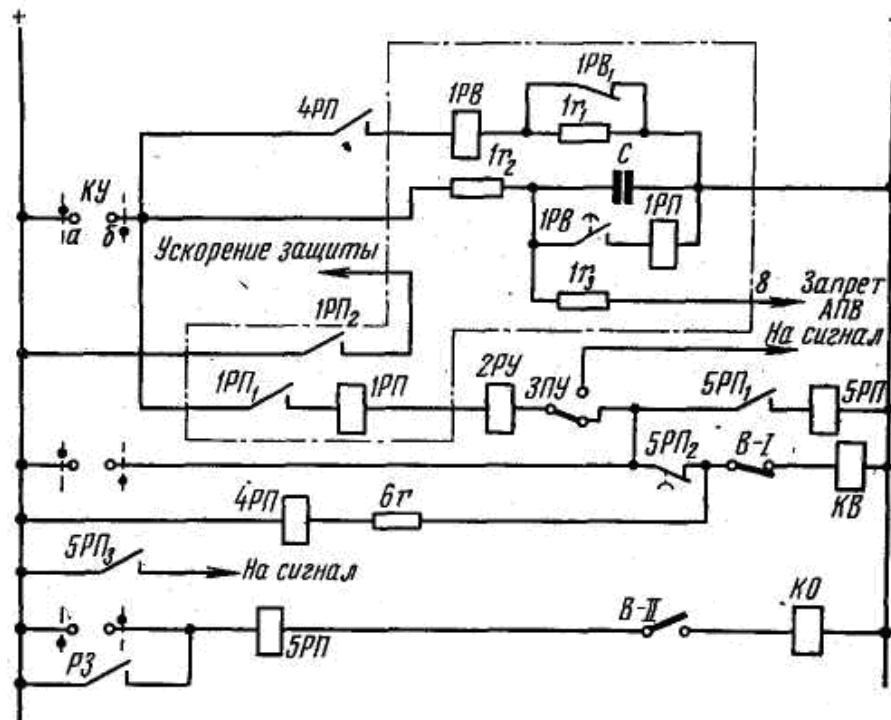 +
-
1РВ₁
4РП
1РВ
1r₁
1r₂
С
КУ
1РВ
1РП
а
б
Ускорение защиты
1r₃
8
Запрет
АПВ
1РП₂
На сигнал
1РП₁
1РП
2РУ
3ПУ
5РП₁
5РП
5РП₂
В-I
4РП
6r
КВ
5РП₃
На сигнал
КО
В-II
5РП
РЗ